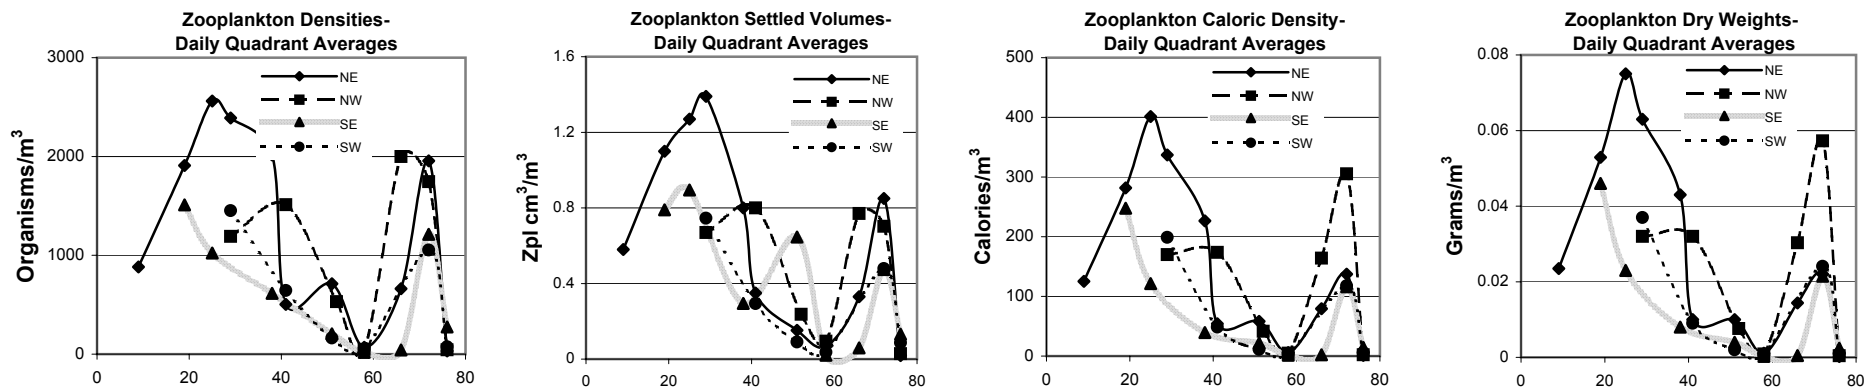 Zooplankton Densities-
Daily Quadrant Averages
Organisms/m³
3000
2000
1000
0
0 20 40 60 80
NE
NW
SE
SW
Zooplankton Settled Volumes-
Daily Quadrant Averages
Zpl cm³/m³
1.6
1.2
0.8
0.4
0
0 20 40 60 80
NE
NW
SE
SW
Zooplankton Caloric Density-
Daily Quadrant Averages
Calories/m³
500
400
300
200
100
0
0 20 40 60 80
NE
NW
SE
SW
Zooplankton Dry Weights-
Daily Quadrant Averages
Grams/m³
0.08
0.06
0.04
0.02
0
0 20 40 60 80
NE
NW
SE
SW